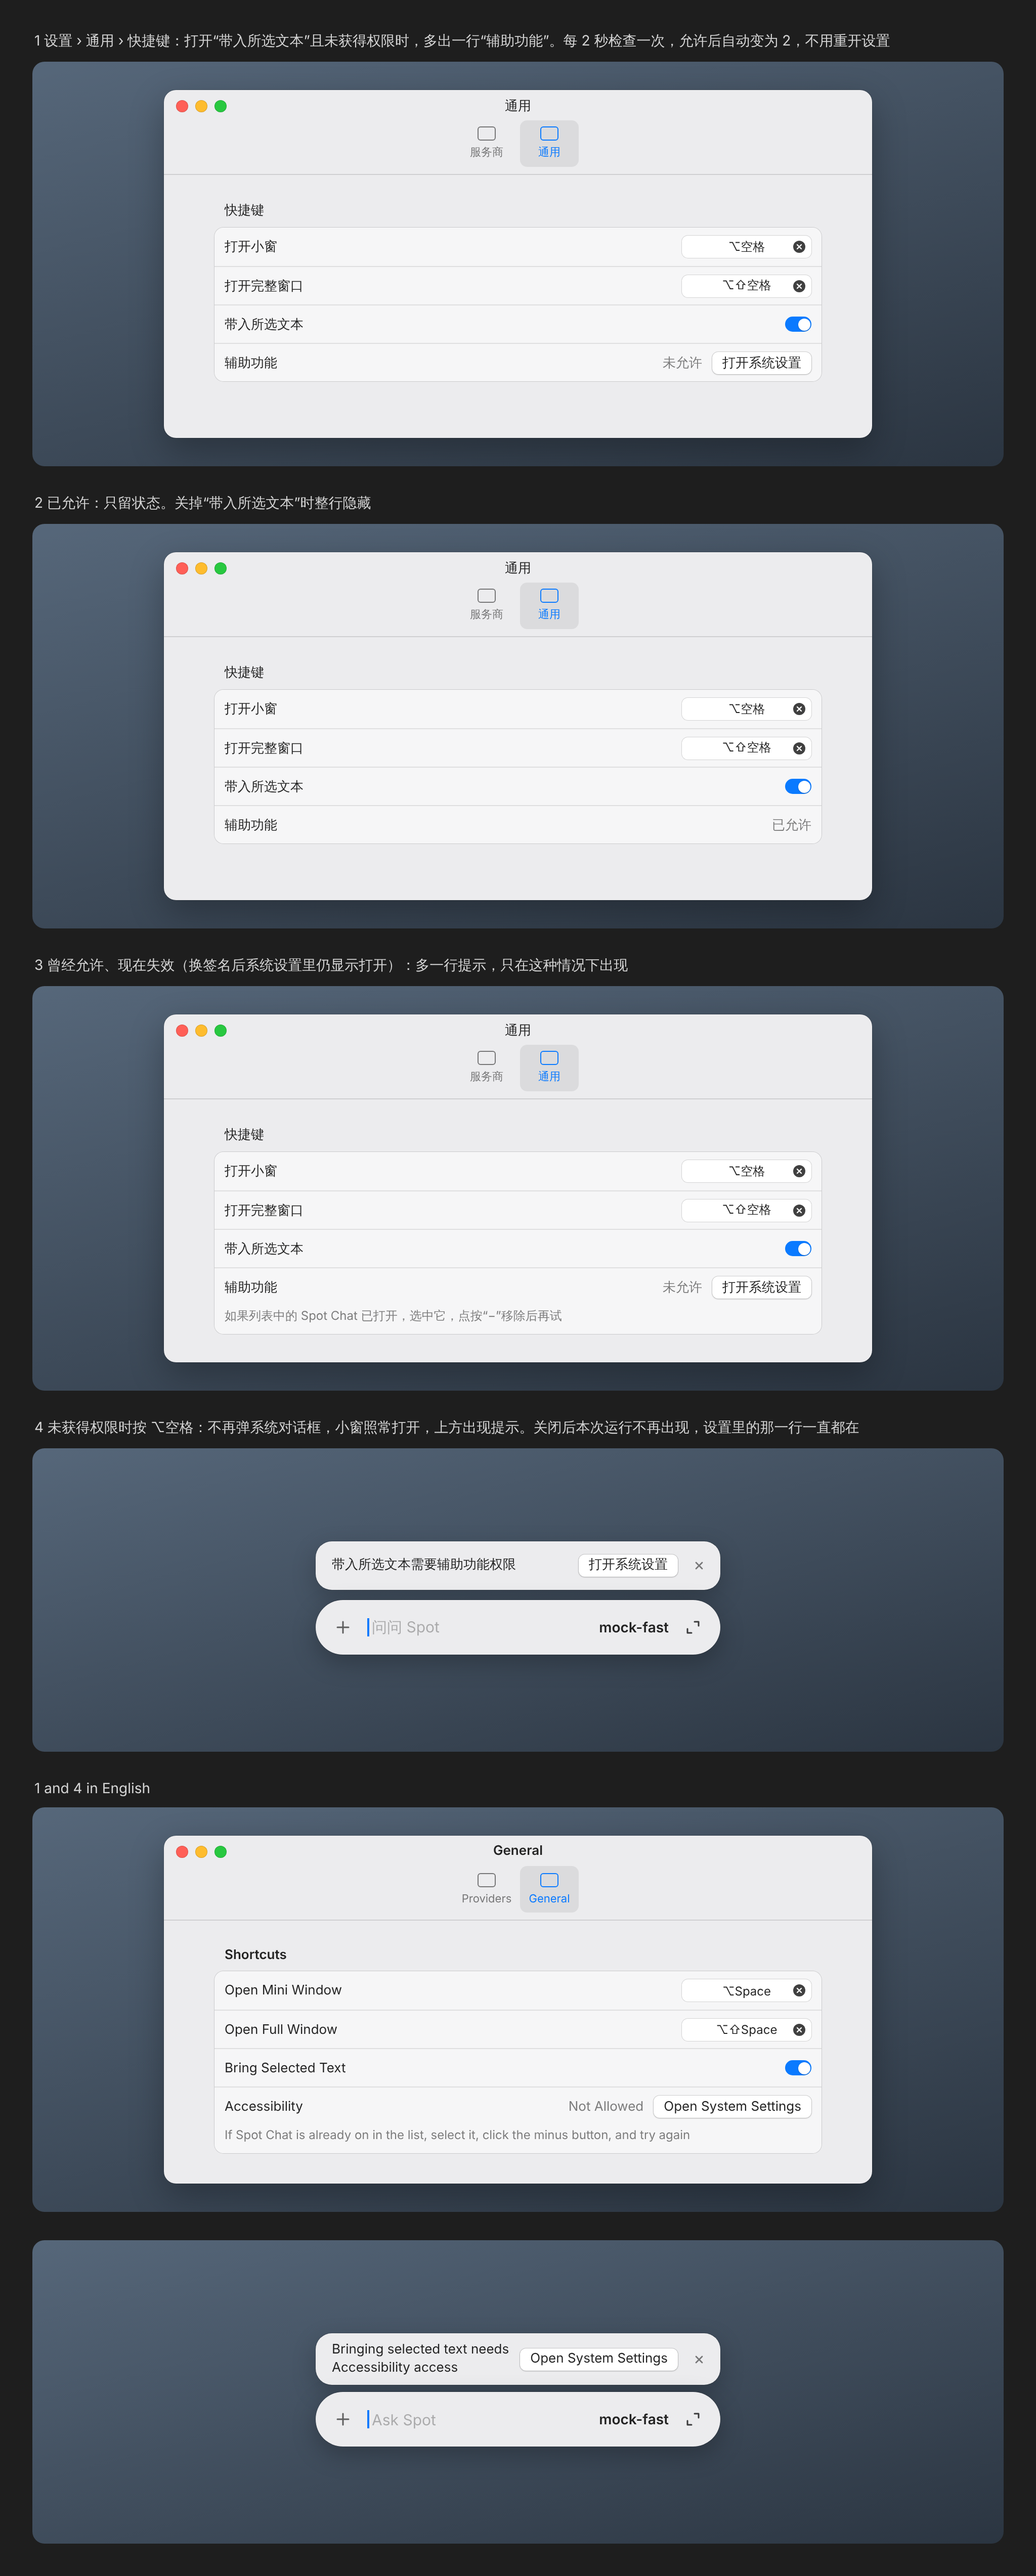 1 设置 › 通用 › 快捷键：打开“带入所选文本”且未获得权限时，多出一行“辅助功能”。每 2 秒检查一次，允许后自动变为 2，不用重开设置
通用
服务商
通用
快捷键
打开小窗
⌥空格
打开完整窗口
⌥⇧空格
带入所选文本
辅助功能
未允许
打开系统设置
2 已允许：只留状态。关掉“带入所选文本”时整行隐藏
通用
服务商
通用
快捷键
打开小窗
⌥空格
打开完整窗口
⌥⇧空格
带入所选文本
辅助功能
已允许
3 曾经允许、现在失效（换签名后系统设置里仍显示打开）：多一行提示，只在这种情况下出现
通用
服务商
通用
快捷键
打开小窗
⌥空格
打开完整窗口
⌥⇧空格
带入所选文本
辅助功能
未允许
打开系统设置
如果列表中的 Spot Chat 已打开，选中它，点按“−”移除后再试
4 未获得权限时按 ⌥空格：不再弹系统对话框，小窗照常打开，上方出现提示。关闭后本次运行不再出现，设置里的那一行一直都在
带入所选文本需要辅助功能权限
打开系统设置
问问 Spot
mock-fast
1 and 4 in English
General
Providers
General
Shortcuts
Open Mini Window
⌥Space
Open Full Window
⌥⇧Space
Bring Selected Text
Accessibility
Not Allowed
Open System Settings
If Spot Chat is already on in the list, select it, click the minus button, and try again
Bringing selected text needs
Accessibility access
Open System Settings
Ask Spot
mock-fast